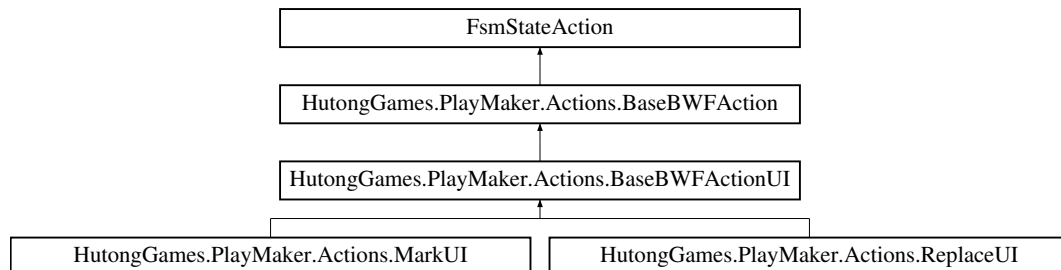 FsmStateAction
HutongGames.PlayMaker.Actions.BaseBWFAction
HutongGames.PlayMaker.Actions.BaseBWFActionUI
HutongGames.PlayMaker.Actions.MarkUI
HutongGames.PlayMaker.Actions.ReplaceUI